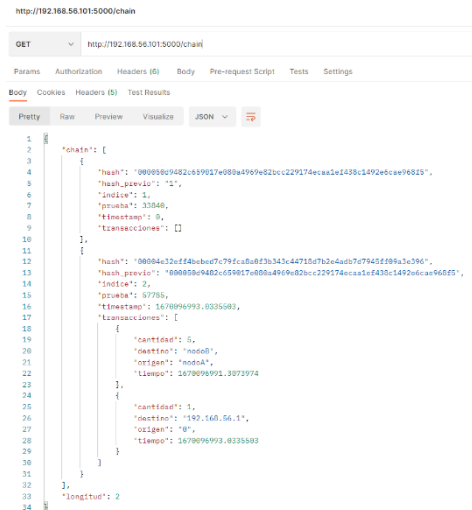 http://192.168.56.101:5000/chain
GET http://192.168.56.101:5000/chain
Params Authorization Headers (6) Body Pre-request Script Tests Settings
Body Cookies Headers (5) Test Results
Pretty Raw Preview Visualize JSON
1 {
2 "chain": [
3 {
4 "hash":
5 "hash_previo": "1",
6 "indice": 1,
7 "prueba": 33840,
8 "timestamp": 0,
9 "transacciones": []
10 },
11 {
12 "hash":
13 "hash_previo":
14 "indice": 2,
15 "prueba": 57785,
16 "timestamp": 1670096993.0335503,
17 "transacciones": [
18 {
19 "cantidad": 5,
20 "destino": "nodoB",
21 "origen": "nodoA",
22 "tiempo": 1670096991.3073974
23 },
24 {
25 "cantidad": 1,
26 "destino": "192.168.56.1",
27 "origen": "0",
28 "tiempo": 1670096993.0335503
29 }
30 ]
31 }
32 ],
33 "longitud": 2
34 }